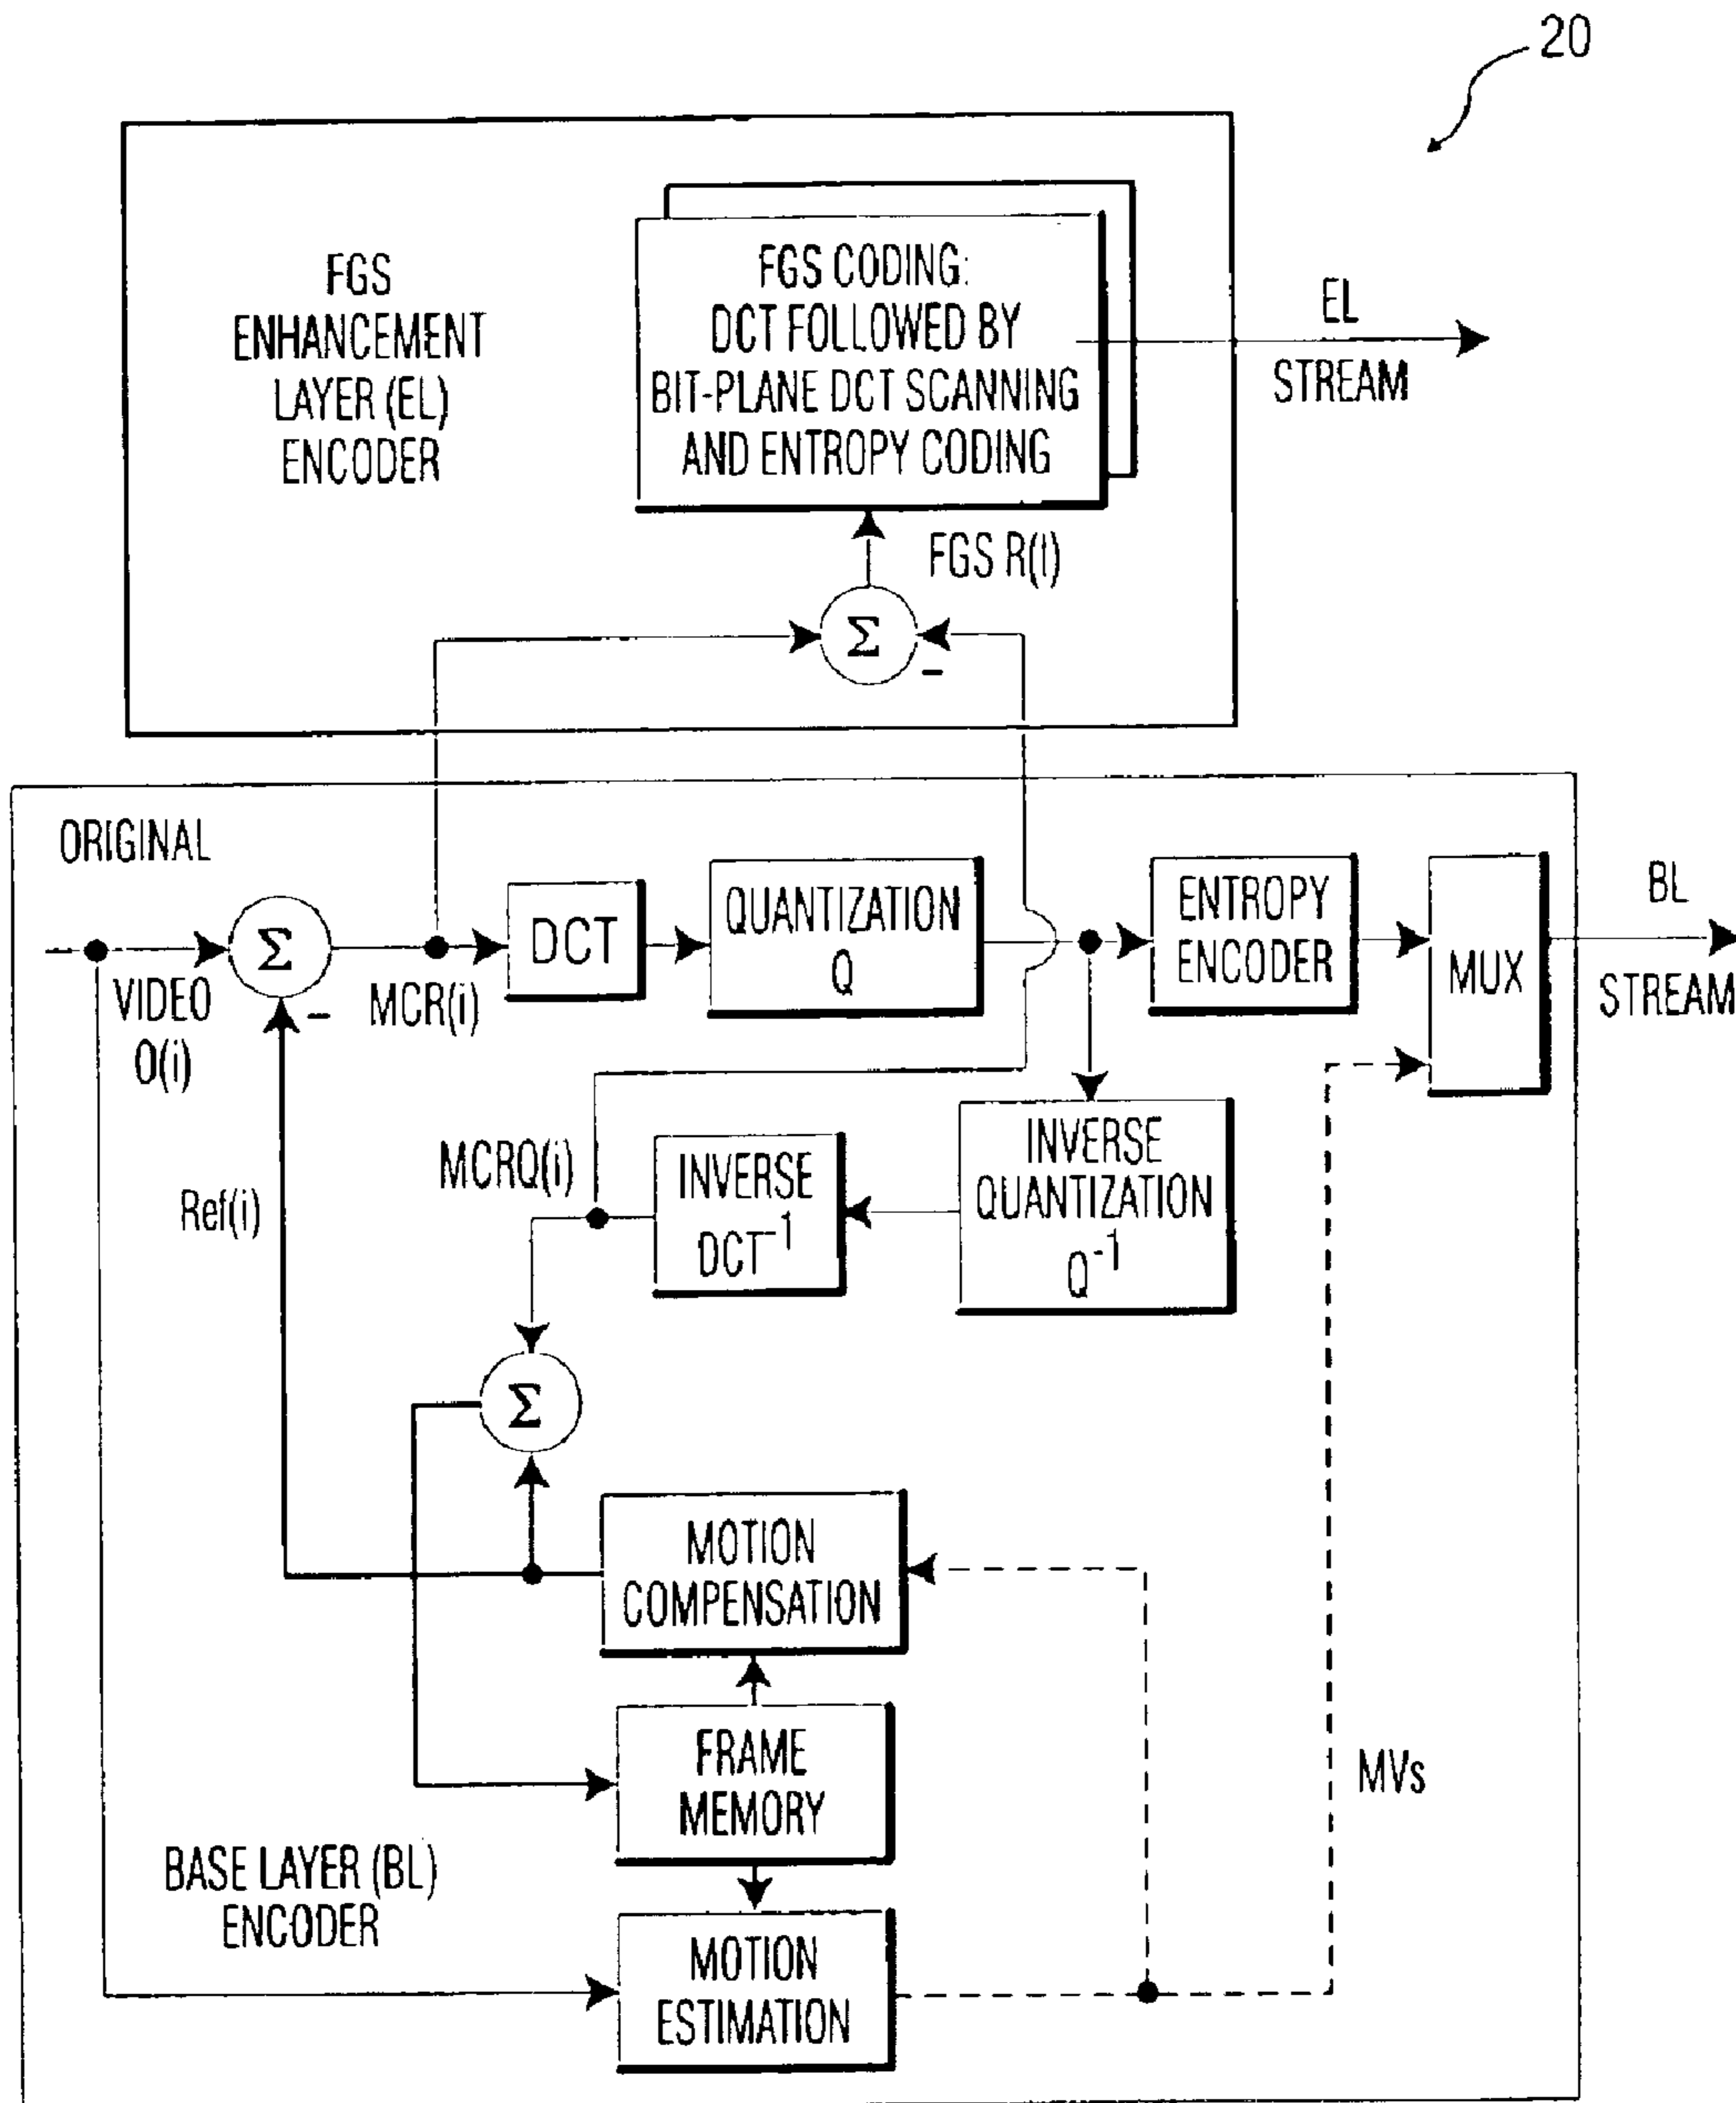 20
FGS
ENHANCEMENT
LAYER (EL)
ENCODER
FGS CODING:
DCT FOLLOWED BY
BIT-PLANE DCT SCANNING
AND ENTROPY CODING
EL
STREAM
FGS R(i)
Σ
-
ORIGINAL
VIDEO
O(i)
Σ
-
MCR(i)
DCT
QUANTIZATION
Q
ENTROPY
ENCODER
MUX
BL
STREAM
Ref(i)
MCRQ(i)
INVERSE
DCT-1
INVERSE
QUANTIZATION
Q-1
Σ
MOTION
COMPENSATION
FRAME
MEMORY
MVs
BASE LAYER (BL)
ENCODER
MOTION
ESTIMATION